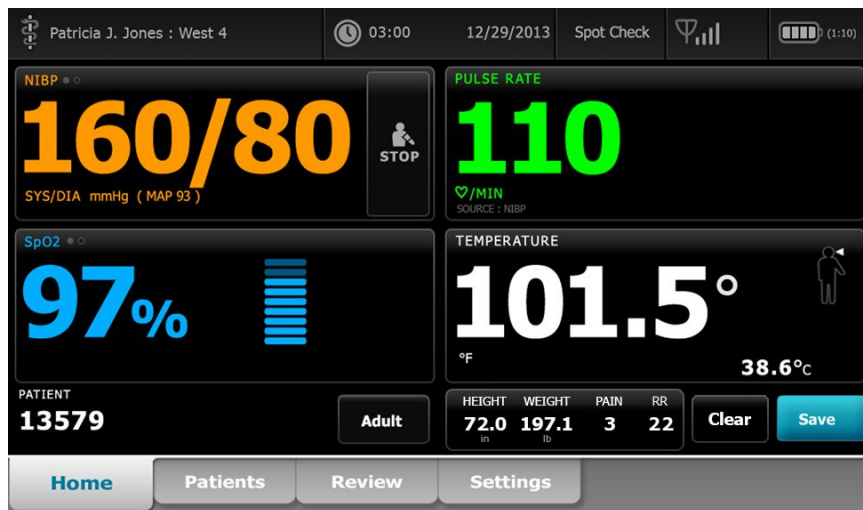 Patricia J. Jones : West 4 03:00 12/29/2013 Spot Check (1:10)
NIBP
160/80
STOP
SYS/DIA mmHg ( MAP 93 )
PULSE RATE
110
♡/MIN
SOURCE : NIBP
SpO2
97%
TEMPERATURE
101.5°
°F
38.6°C
PATIENT
13579
Adult
HEIGHT WEIGHT PAIN RR
72.0 197.1 3 22
in lb
Clear
Save
Home Patients Review Settings